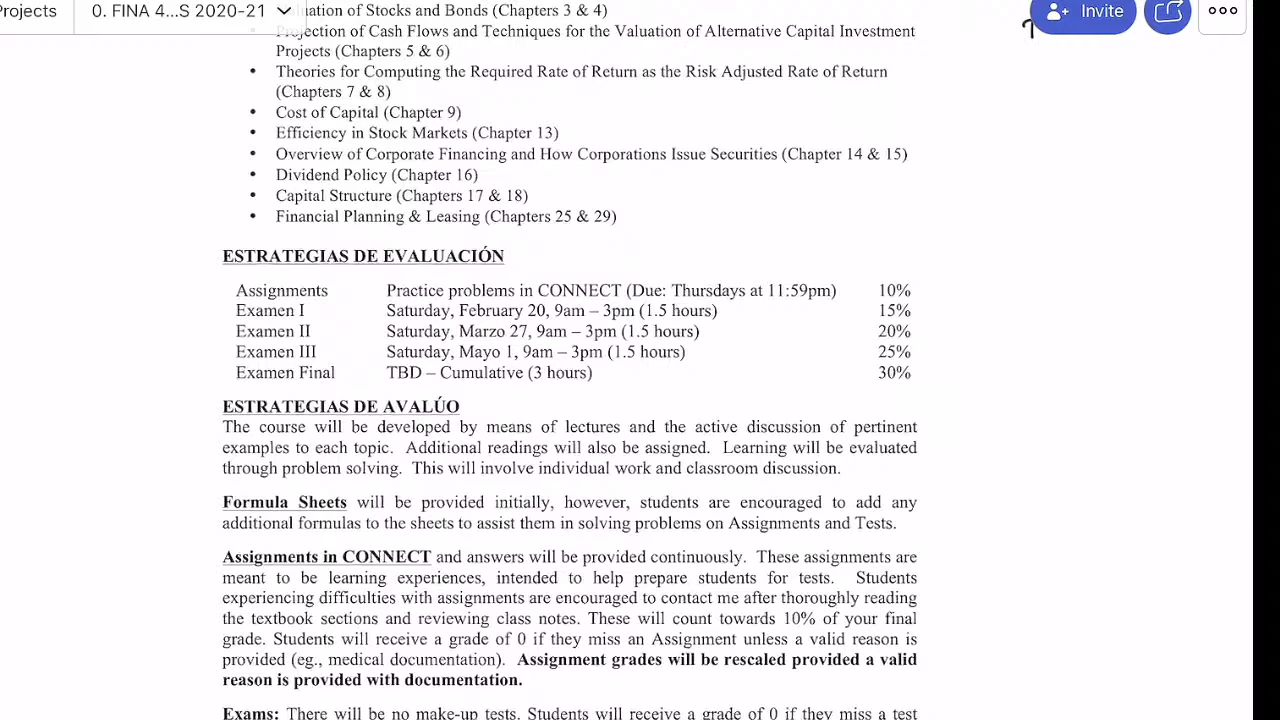 Projects
0. FINA 4...S 2020-21
Invite
uation of Stocks and Bonds (Chapters 3 & 4)
• Projection of Cash Flows and Techniques for the Valuation of Alternative Capital Investment
Projects (Chapters 5 & 6)
• Theories for Computing the Required Rate of Return as the Risk Adjusted Rate of Return
(Chapters 7 & 8)
• Cost of Capital (Chapter 9)
• Efficiency in Stock Markets (Chapter 13)
• Overview of Corporate Financing and How Corporations Issue Securities (Chapter 14 & 15)
• Dividend Policy (Chapter 16)
• Capital Structure (Chapters 17 & 18)
• Financial Planning & Leasing (Chapters 25 & 29)
ESTRATEGIAS DE EVALUACIÓN
Assignments Practice problems in CONNECT (Due: Thursdays at 11:59pm) 10%
Examen I Saturday, February 20, 9am – 3pm (1.5 hours) 15%
Examen II Saturday, Marzo 27, 9am – 3pm (1.5 hours) 20%
Examen III Saturday, Mayo 1, 9am – 3pm (1.5 hours) 25%
Examen Final TBD – Cumulative (3 hours) 30%
ESTRATEGIAS DE AVALÚO
The course will be developed by means of lectures and the active discussion of pertinent
examples to each topic. Additional readings will also be assigned. Learning will be evaluated
through problem solving. This will involve individual work and classroom discussion.
Formula Sheets will be provided initially, however, students are encouraged to add any
additional formulas to the sheets to assist them in solving problems on Assignments and Tests.
Assignments in CONNECT and answers will be provided continuously. These assignments are
meant to be learning experiences, intended to help prepare students for tests. Students
experiencing difficulties with assignments are encouraged to contact me after thoroughly reading
the textbook sections and reviewing class notes. These will count towards 10% of your final
grade. Students will receive a grade of 0 if they miss an Assignment unless a valid reason is
provided (eg., medical documentation). Assignment grades will be rescaled provided a valid
reason is provided with documentation.
Exams: There will be no make-up tests. Students will receive a grade of 0 if they miss a test